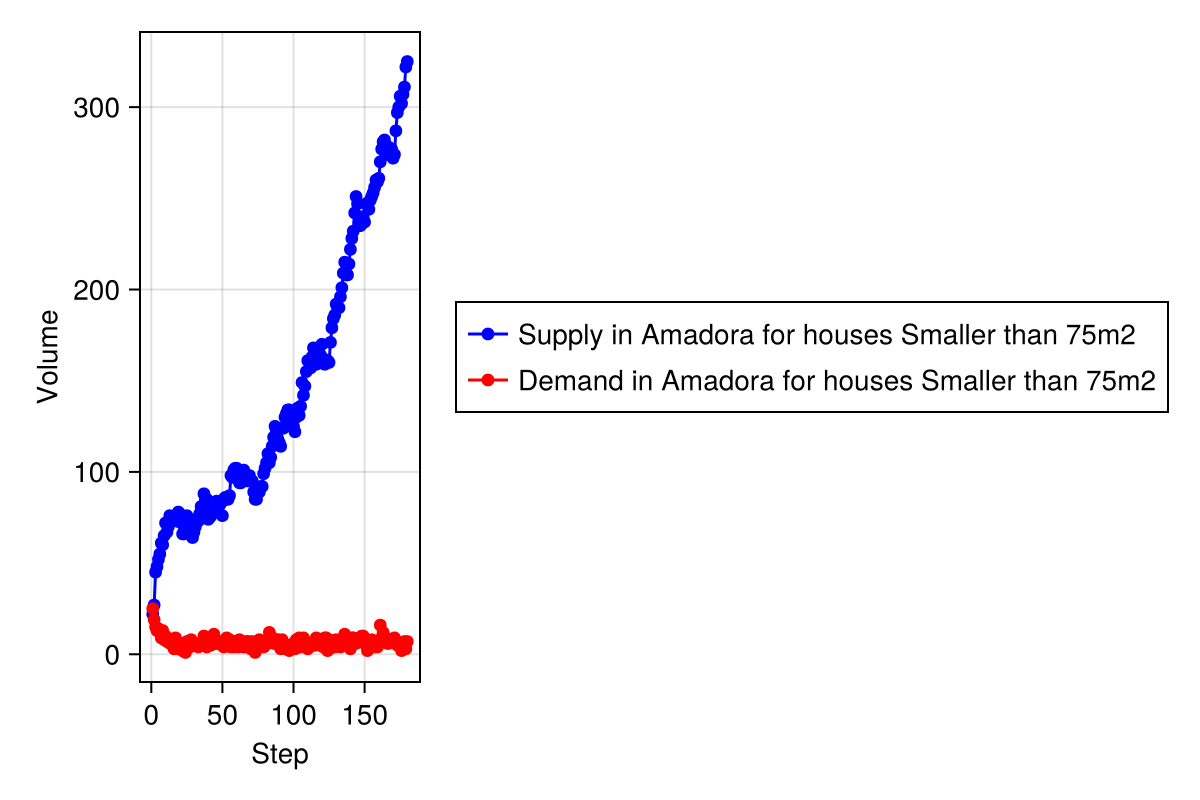 Volume
300
200
100
0
0 50 100 150
Step
Supply in Amadora for houses Smaller than 75m2
Demand in Amadora for houses Smaller than 75m2